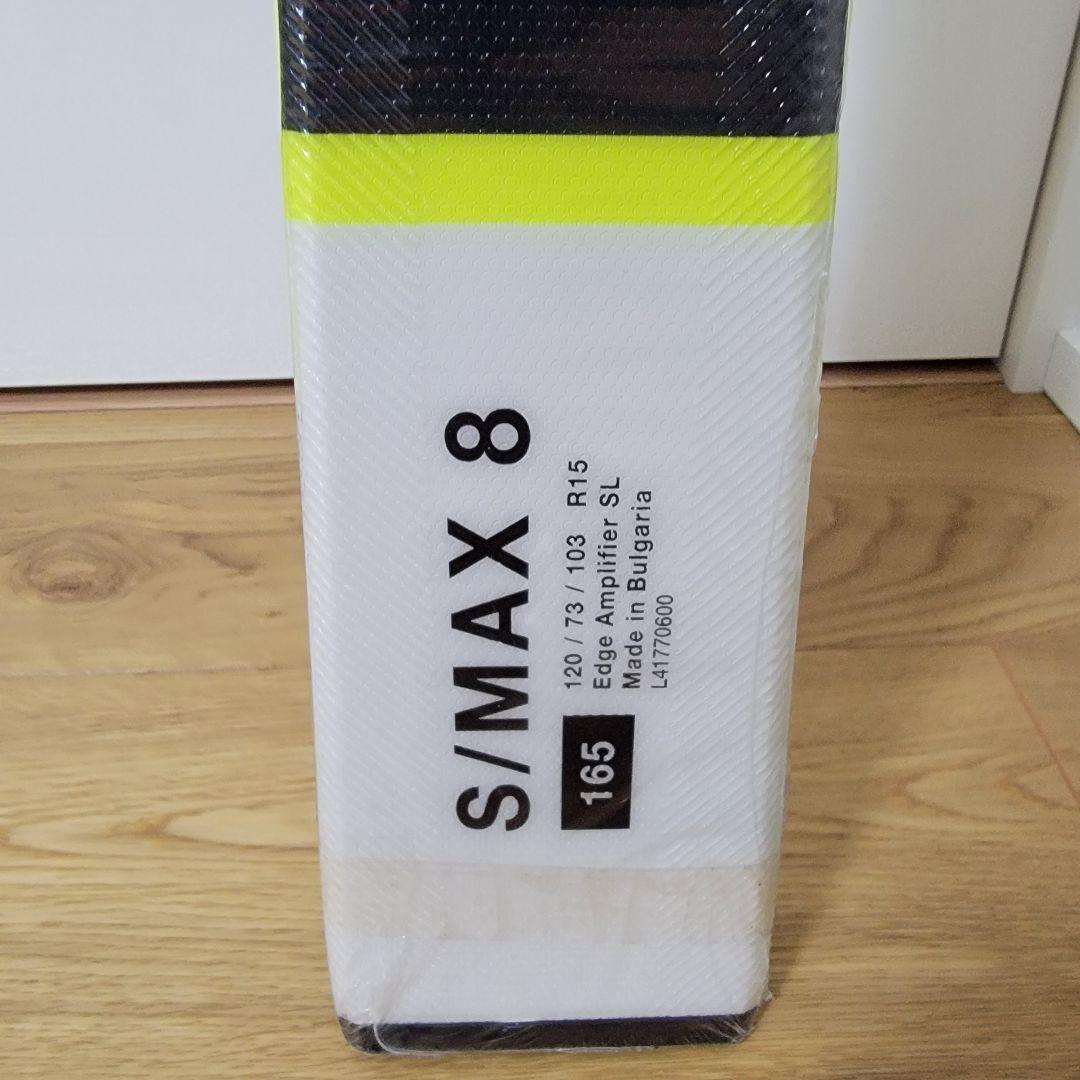 S/MAX 8
165
120 / 73 / 103 R15
Edge Amplifier SL
Made in Bulgaria
L41770600